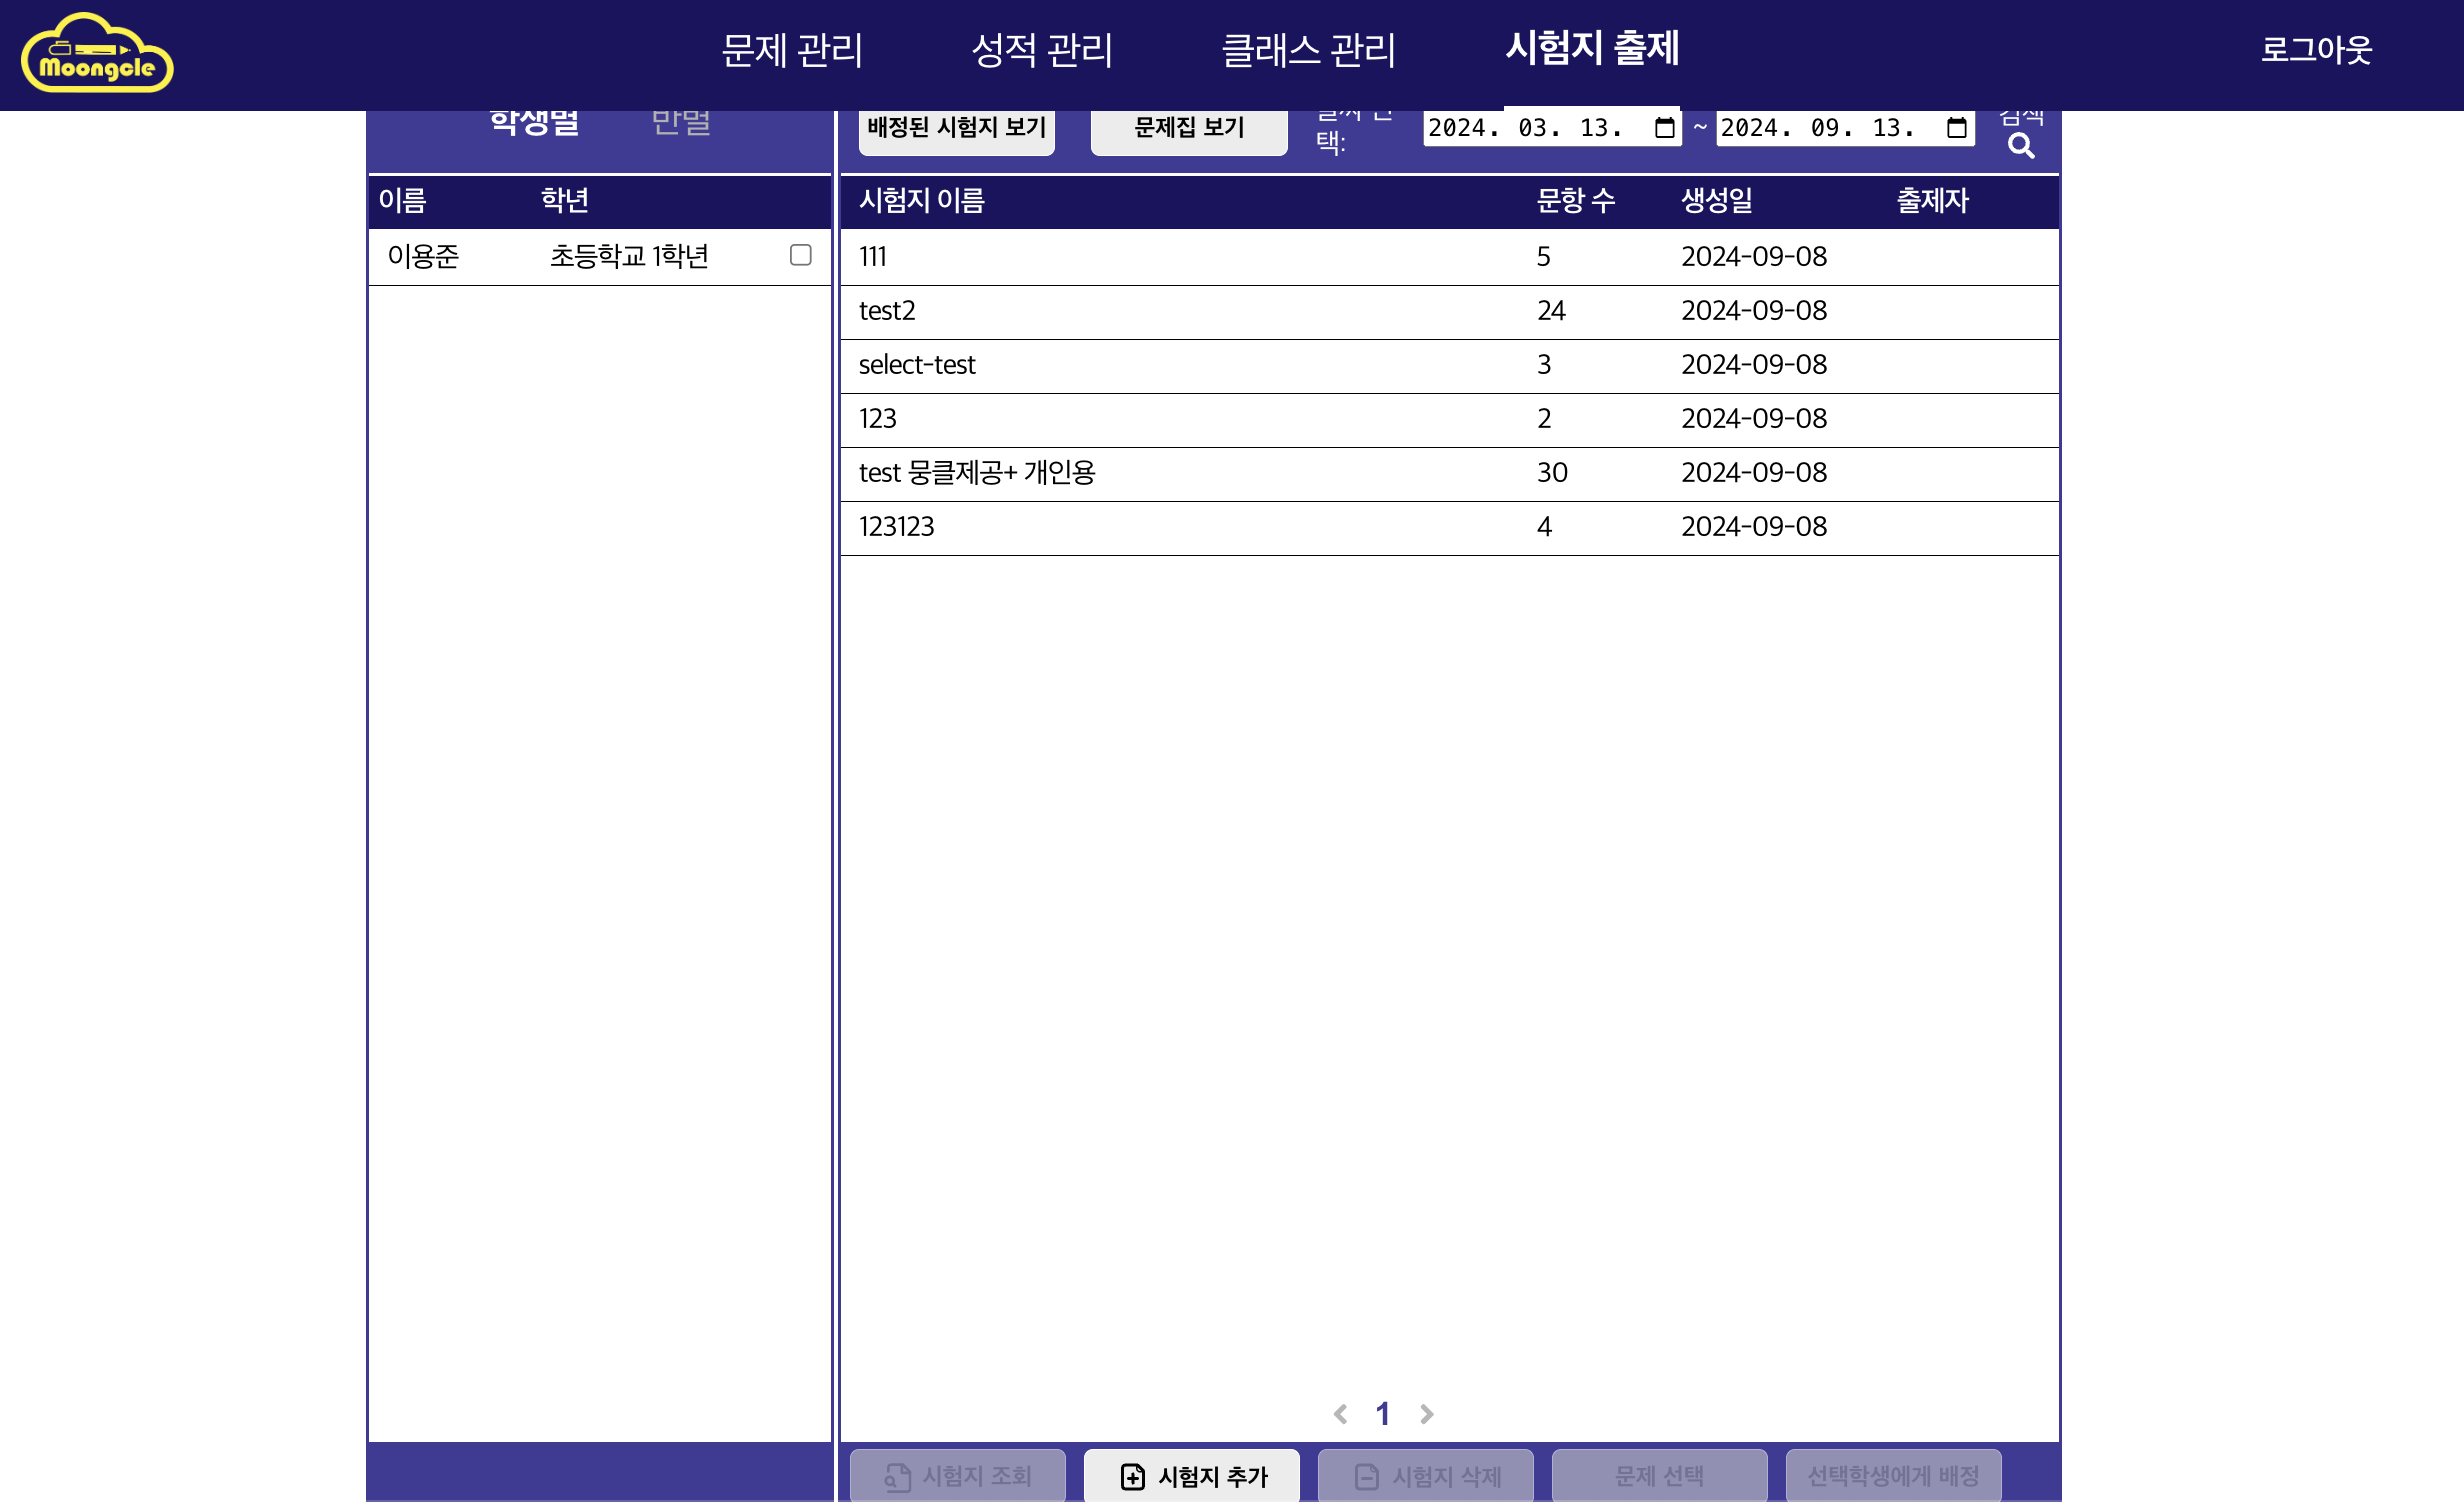 Moongcle
문제 관리 성적 관리 클래스 관리 시험지 출제 로그아웃
학생별 반별 배정된 시험지 보기 문제집 보기 택: 2024. 03. 13. ~ 2024. 09. 13. 검색
이름 학년 시험지 이름 문항 수 생성일 출제자
이용준 초등학교 1학년 111 5 2024-09-08
test2 24 2024-09-08
select-test 3 2024-09-08
123 2 2024-09-08
test 뭉클제공+ 개인용 30 2024-09-08
123123 4 2024-09-08
1
시험지 조회 시험지 추가 시험지 삭제 문제 선택 선택학생에게 배정